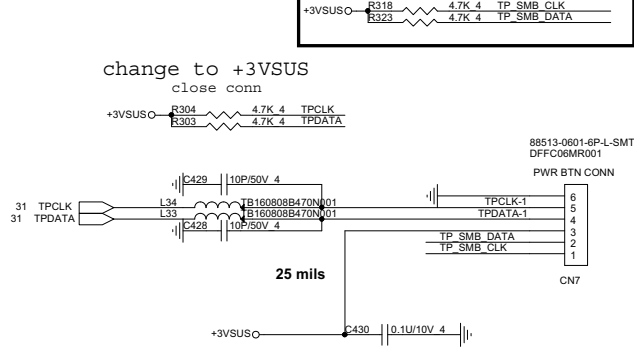 +3VSUS R318 4.7K_4 TP_SMB_CLK
R323 4.7K_4 TP_SMB_DATA
change to +3VSUS
close conn
+3VSUS R304 4.7K_4 TPCLK
R303 4.7K_4 TPDATA
88513-0601-6P-L-SMT
DFFC06MR001
PWR BTN CONN
C429 10P/50V_4
31 TPCLK L34 TB160808B470N001
31 TPDATA L33 TB160808B470N001
C428 10P/50V_4
6
TPCLK-1 5
TPDATA-1 4
3
TP_SMB_DATA 2
TP_SMB_CLK 1
CN7
25 mils
+3VSUS C430 0.1U/10V_4